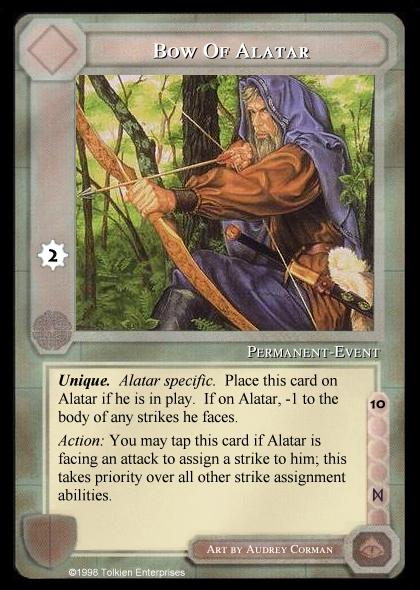 BOW OF ALATAR
2
PERMANENT-EVENT
Unique. Alatar specific. Place this card on
Alatar if he is in play. If on Alatar, -1 to the
body of any strikes he faces.
10
Action: You may tap this card if Alatar is
facing an attack to assign a strike to him; this
takes priority over all other strike assignment
abilities.
ART BY AUDREY CORMAN
©1998 Tolkien Enterprises